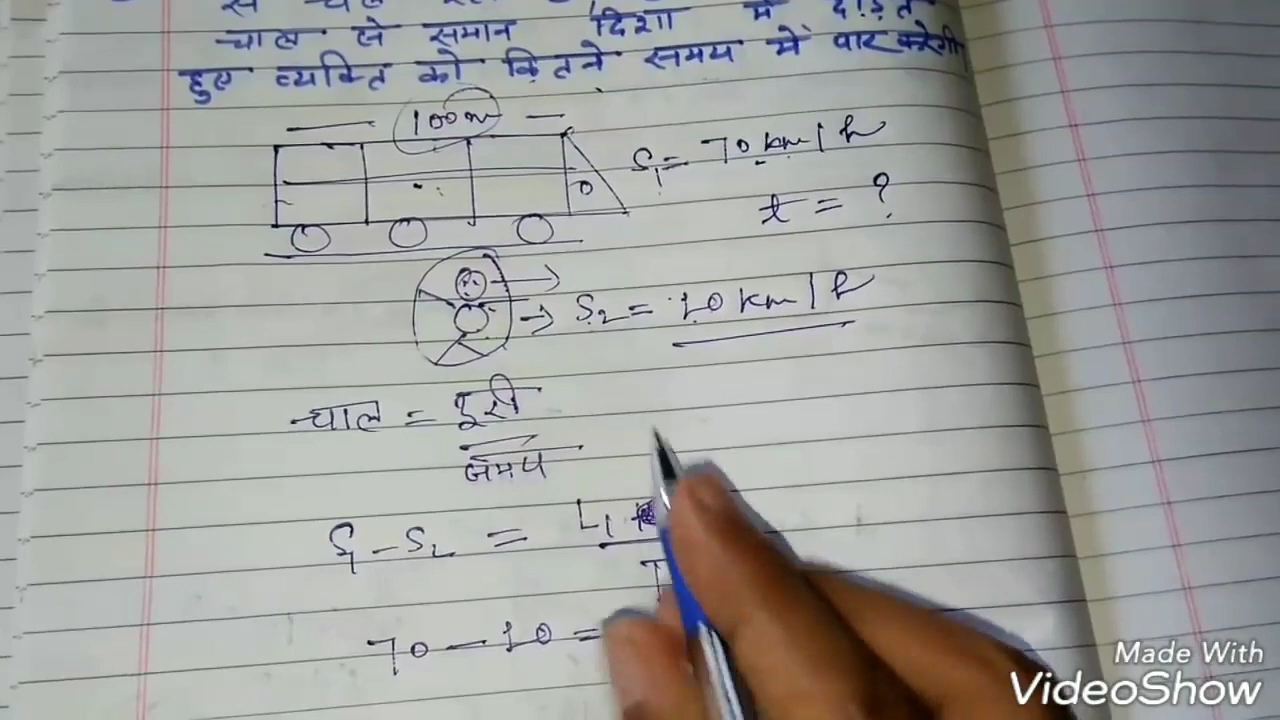 से चाल
चाल से समान दिशा में दौड़ते
हुए व्यक्ति को कितने समय में पार करेगी
100m
S₁ = 70 km/h
t = ?
S₂ = 10 km/h
चाल = दूरी
समय
S₁ - S₂ = L₁
T
70 - 10 =
Made With
VideoShow